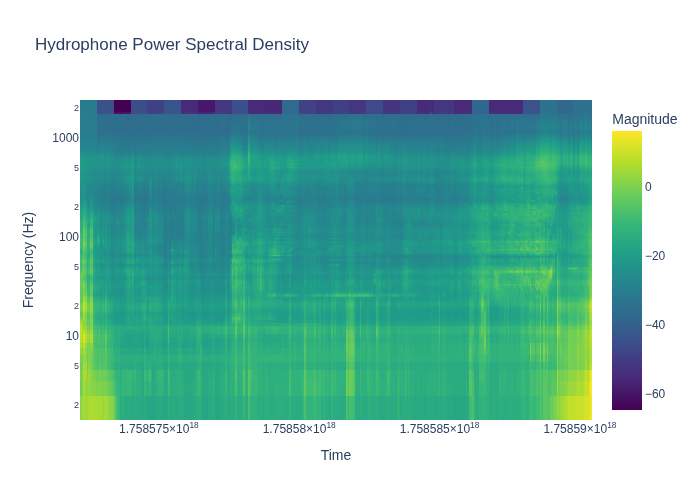 Hydrophone Power Spectral Density
Magnitude
0
−20
−40
−60
Frequency (Hz)
2
1000
5
2
100
5
2
10
5
2
1.758575×10¹⁸ 1.75858×10¹⁸ 1.758585×10¹⁸ 1.75859×10¹⁸
Time